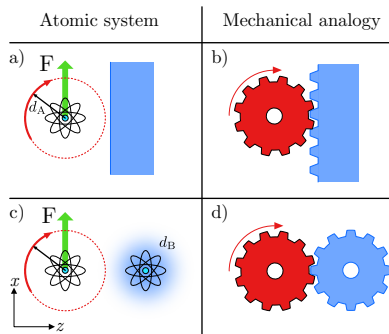 Atomic system
Mechanical analogy
a)
F
d_A
b)
c)
F
d_B
d)
x
z